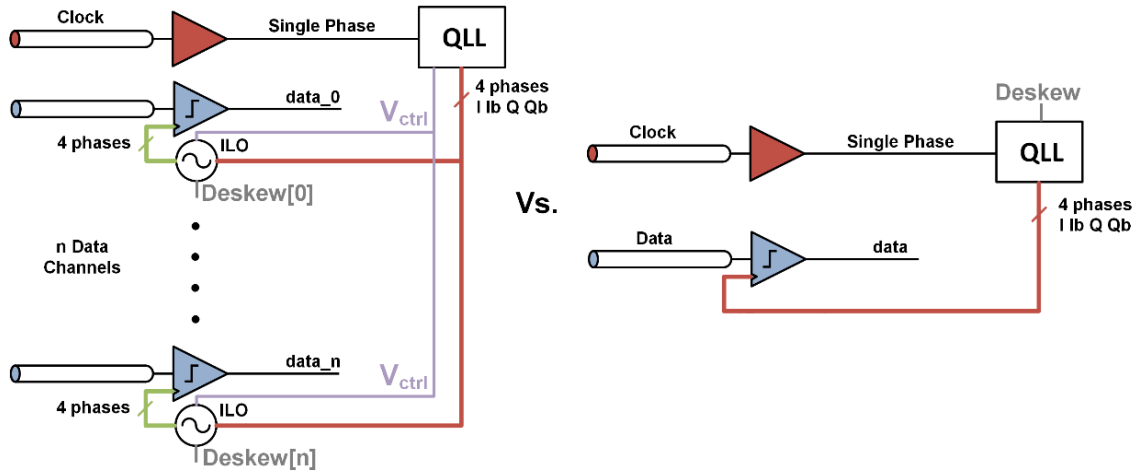 Clock
Single Phase
QLL
4 phases
I Ib Q Qb
data_0
Vctrl
4 phases
ILO
Deskew[0]
n Data
Channels
data_n
Vctrl
4 phases
ILO
Deskew[n]
Vs.
Deskew
Clock
Single Phase
QLL
4 phases
I Ib Q Qb
Data
data